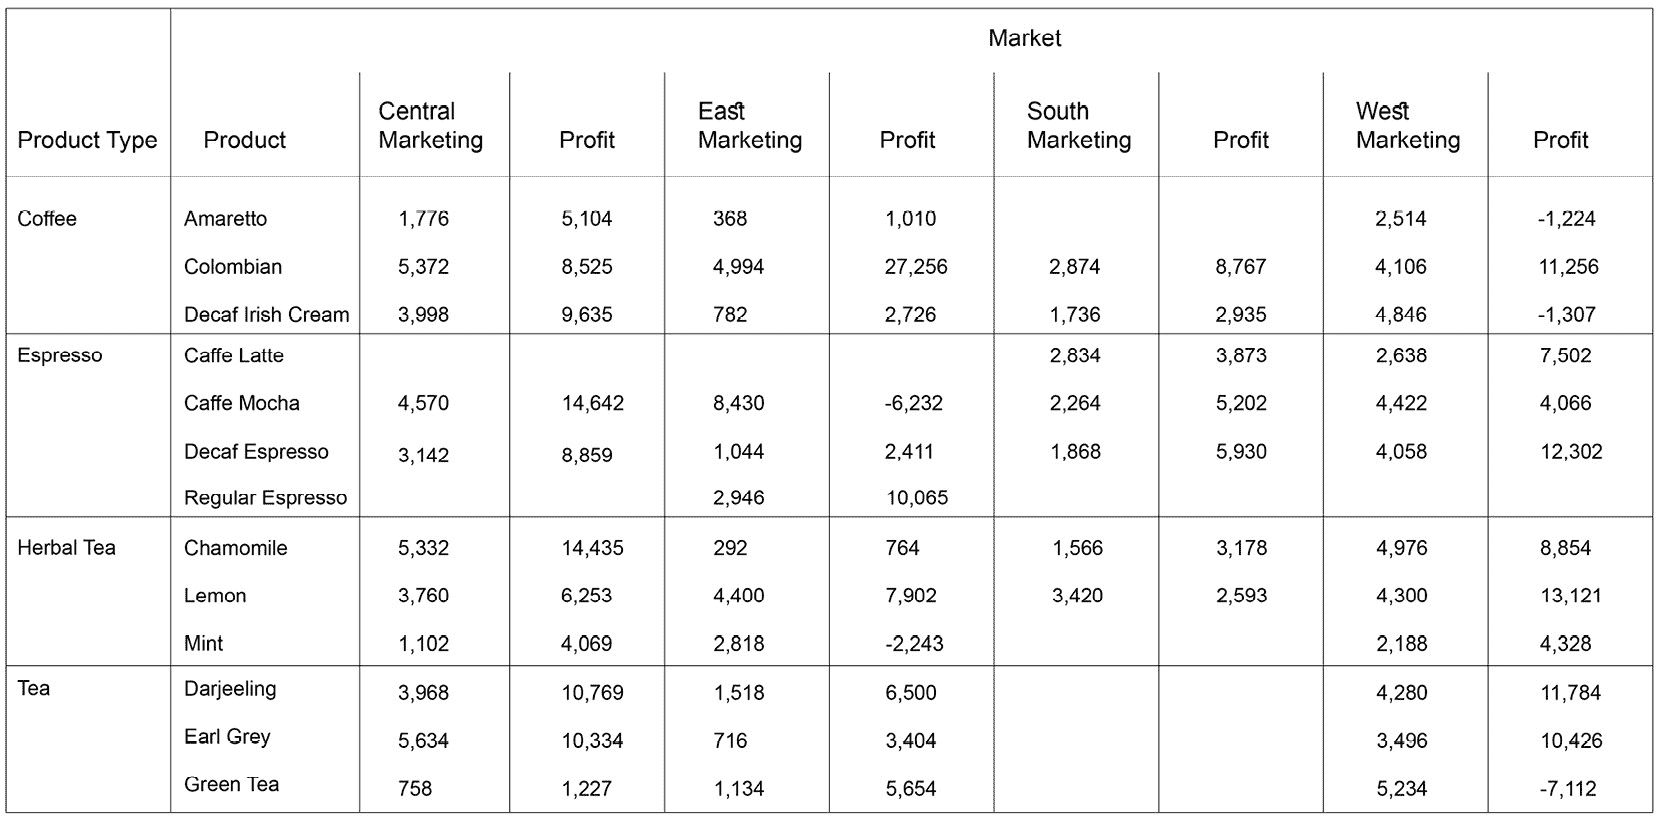 Market
Central East South West
Product Type Product Marketing Profit Marketing Profit Marketing Profit Marketing Profit
Coffee Amaretto 1,776 5,104 368 1,010 2,514 -1,224
Colombian 5,372 8,525 4,994 27,256 2,874 8,767 4,106 11,256
Decaf Irish Cream 3,998 9,635 782 2,726 1,736 2,935 4,846 -1,307
Espresso Caffe Latte 2,834 3,873 2,638 7,502
Caffe Mocha 4,570 14,642 8,430 -6,232 2,264 5,202 4,422 4,066
Decaf Espresso 3,142 8,859 1,044 2,411 1,868 5,930 4,058 12,302
Regular Espresso 2,946 10,065
Herbal Tea Chamomile 5,332 14,435 292 764 1,566 3,178 4,976 8,854
Lemon 3,760 6,253 4,400 7,902 3,420 2,593 4,300 13,121
Mint 1,102 4,069 2,818 -2,243 2,188 4,328
Tea Darjeeling 3,968 10,769 1,518 6,500 4,280 11,784
Earl Grey 5,634 10,334 716 3,404 3,496 10,426
Green Tea 758 1,227 1,134 5,654 5,234 -7,112